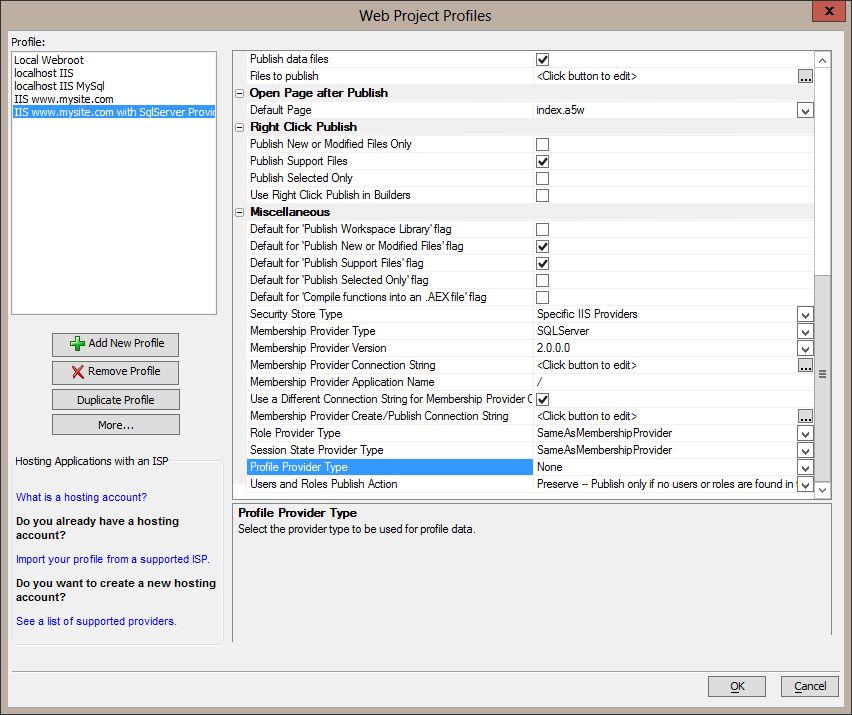 Web Project Profiles
x
Profile:
Local Webroot
localhost IIS
localhost IIS MySql
IIS www.mysite.com
IIS www.mysite.com with SqlServer Provic
Add New Profile
Remove Profile
Duplicate Profile
More...
Hosting Applications with an ISP
What is a hosting account?
Do you already have a hosting
account?
Import your profile from a supported ISP.
Do you want to create a new hosting
account?
See a list of supported providers.
Publish data files
Files to publish <Click button to edit> ...
Open Page after Publish
Default Page index.a5w
Right Click Publish
Publish New or Modified Files Only
Publish Support Files
Publish Selected Only
Use Right Click Publish in Builders
Miscellaneous
Default for 'Publish Workspace Library' flag
Default for 'Publish New or Modified Files' flag
Default for 'Publish Support Files' flag
Default for 'Publish Selected Only' flag
Default for 'Compile functions into an .AEX file' flag
Security Store Type Specific IIS Providers
Membership Provider Type SQLServer
Membership Provider Version 2.0.0.0
Membership Provider Connection String <Click button to edit> ...
Membership Provider Application Name /
Use a Different Connection String for Membership Provider C
Membership Provider Create/Publish Connection String <Click button to edit> ...
Role Provider Type SameAsMembershipProvider
Session State Provider Type SameAsMembershipProvider
Profile Provider Type None
Users and Roles Publish Action Preserve -- Publish only if no users or roles are found in
Profile Provider Type
Select the provider type to be used for profile data.
OK
Cancel